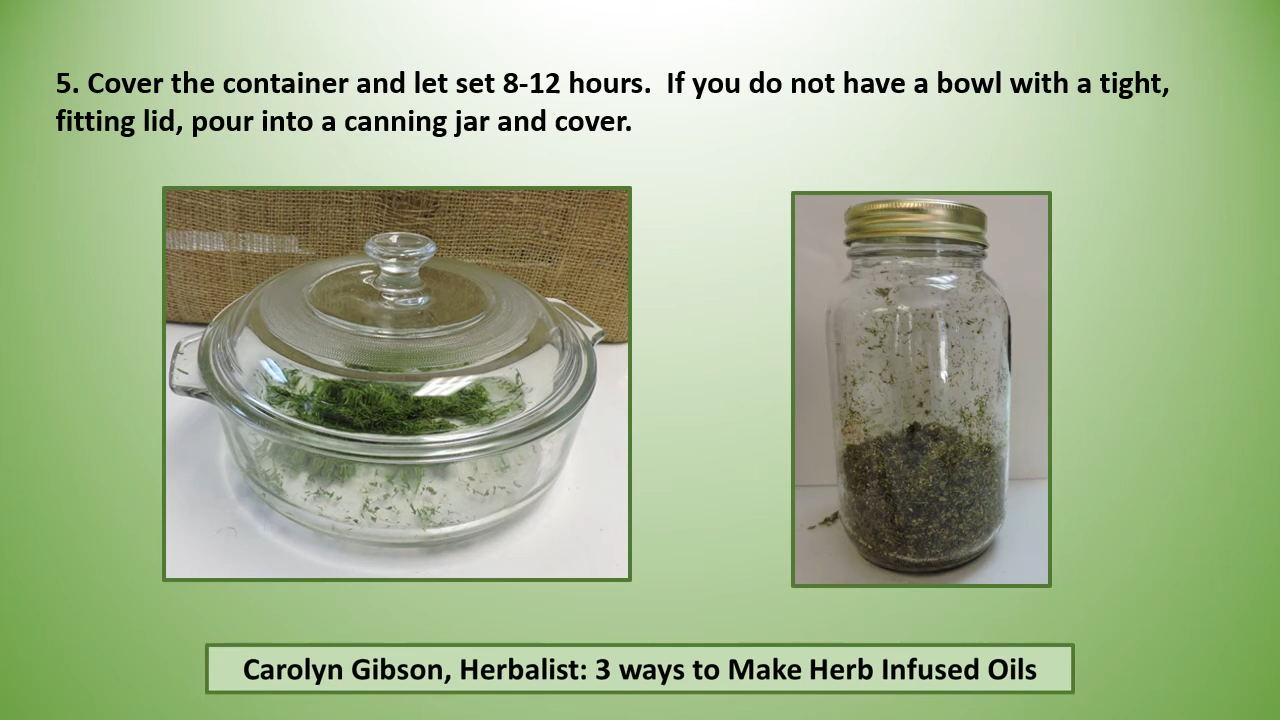 5. Cover the container and let set 8-12 hours.  If you do not have a bowl with a tight,
fitting lid, pour into a canning jar and cover.
Carolyn Gibson, Herbalist: 3 ways to Make Herb Infused Oils